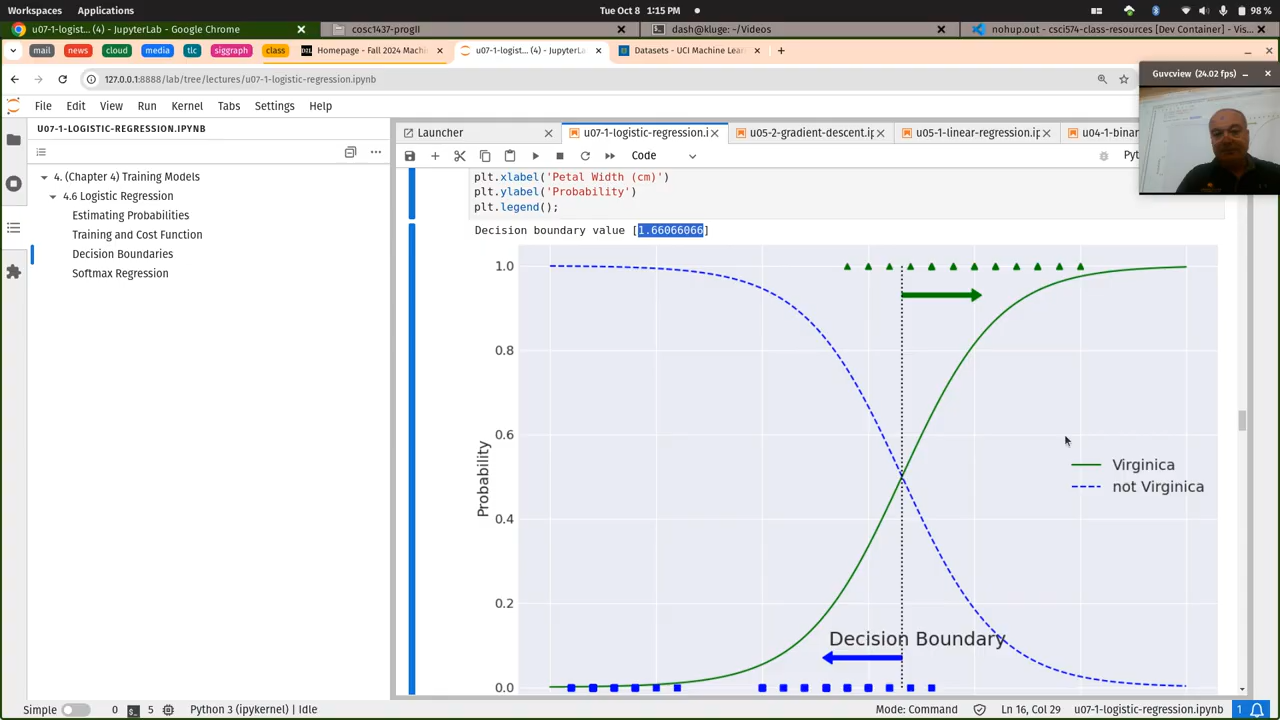 Workspaces Applications Tue Oct 8 1:15 PM 98 %
u07-1-logist... (4) - JupyterLab - Google Chrome cosc1437-progII dash@kluge: ~/Videos nohup.out - csci574-class-resources [Dev Container] - Vis...
mail news cloud media tlc siggraph class Homepage - Fall 2024 Machi u07-1-logist... (4) - JupyterL Datasets - UCI Machine Lear
127.0.0.1:8888/lab/tree/lectures/u07-1-logistic-regression.ipynb
Guvcview (24.02 fps)
File Edit View Run Kernel Tabs Settings Help
U07-1-LOGISTIC-REGRESSION.IPYNB
4. (Chapter 4) Training Models
4.6 Logistic Regression
Estimating Probabilities
Training and Cost Function
Decision Boundaries
Softmax Regression
Launcher u07-1-logistic-regression.i u05-2-gradient-descent.ip u05-1-linear-regression.ip u04-1-binar
Code Pyt
plt.xlabel('Petal Width (cm)')
plt.ylabel('Probability')
plt.legend();
Decision boundary value [1.66066066]
1.0
0.8
0.6
0.4
0.2
0.0
Probability
Virginica
not Virginica
Decision Boundary
Simple 0 5 Python 3 (ipykernel) | Idle Mode: Command Ln 16, Col 29 u07-1-logistic-regression.ipynb 1